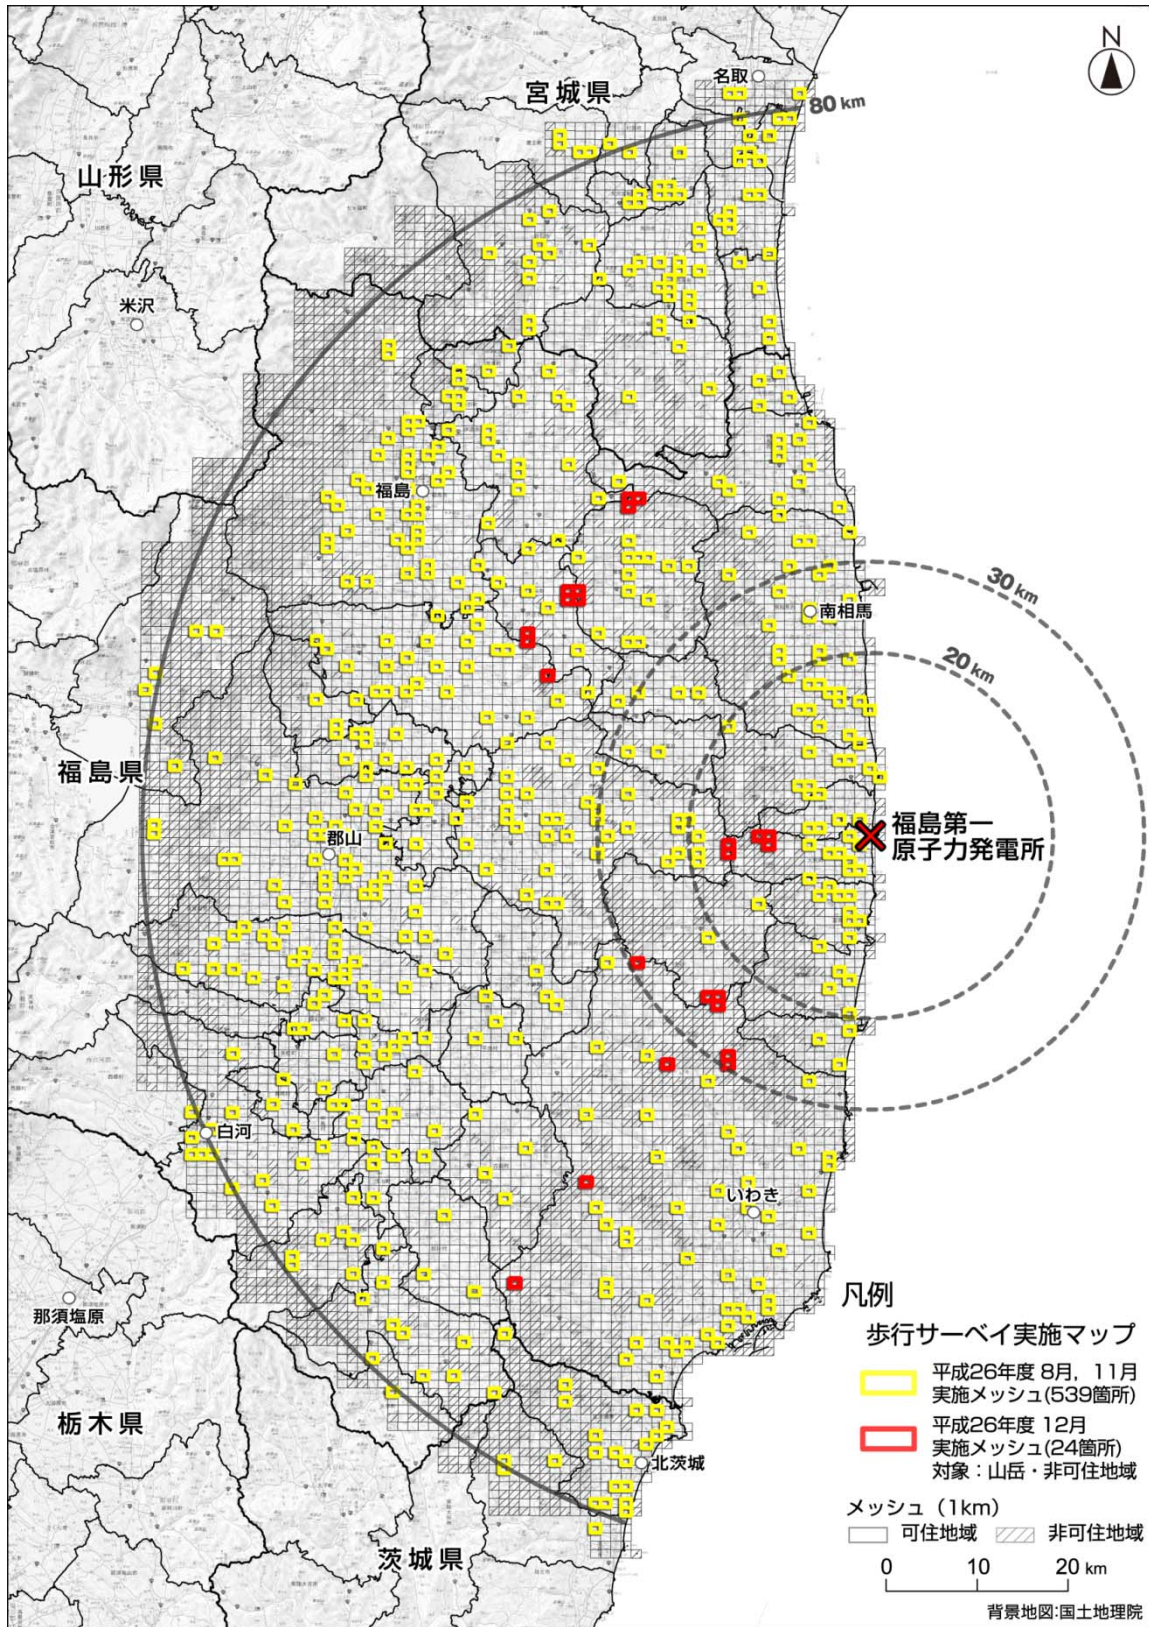 N
名取
宮城県
80 km
山形県
米沢
福島
30 km
南相馬
20 km
福島県
福島第一
原子力発電所
郡山
白河
いわき
那須塩原
凡例
歩行サーベイ実施マップ
平成26年度 8月，11月
実施メッシュ(539箇所)
平成26年度 12月
実施メッシュ(24箇所)
対象：山岳・非可住地域
栃木県
北茨城
メッシュ（1km）
可住地域 非可住地域
茨城県
0 10 20 km
背景地図:国土地理院